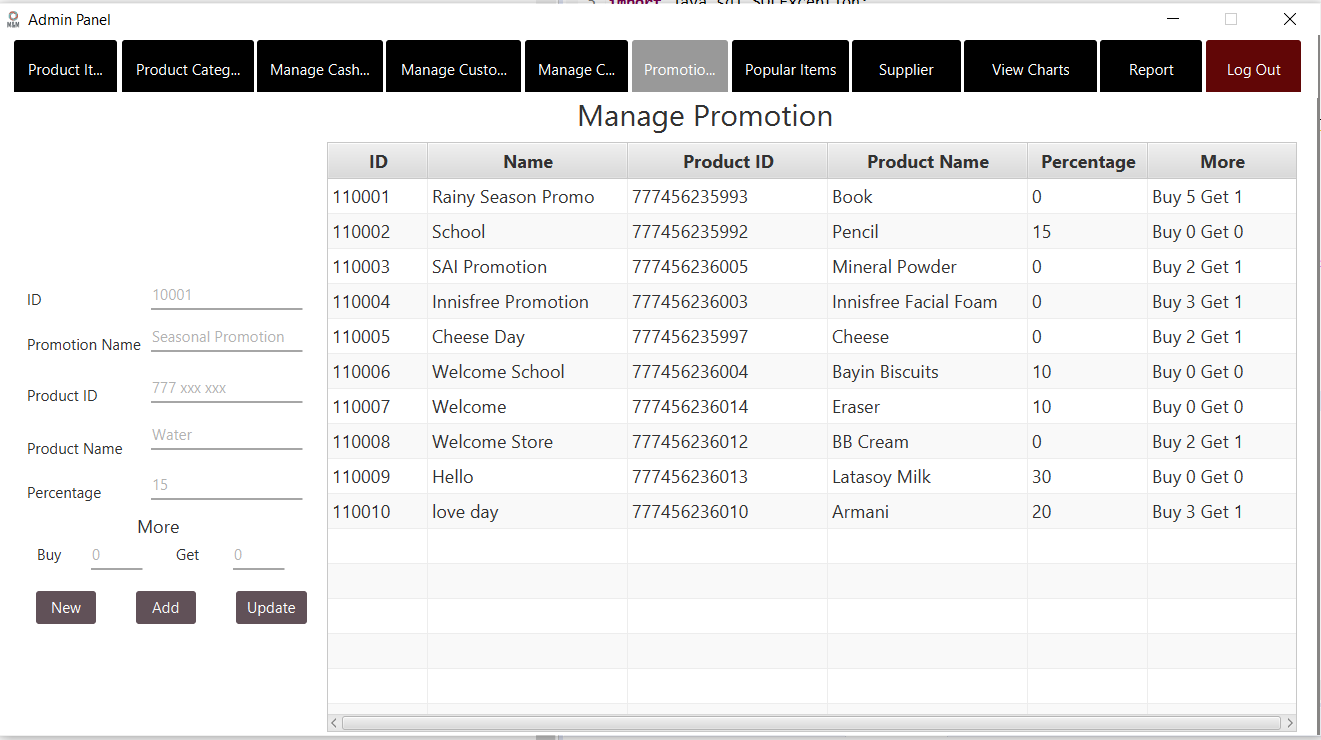 import java.sql.SQLException;
Admin Panel
Product It... Product Categ... Manage Cash... Manage Custo... Manage C... Promotio... Popular Items Supplier View Charts Report Log Out
Manage Promotion
ID Name Product ID Product Name Percentage More
110001 Rainy Season Promo 777456235993 Book 0 Buy 5 Get 1
110002 School 777456235992 Pencil 15 Buy 0 Get 0
110003 SAI Promotion 777456236005 Mineral Powder 0 Buy 2 Get 1
110004 Innisfree Promotion 777456236003 Innisfree Facial Foam 0 Buy 3 Get 1
110005 Cheese Day 777456235997 Cheese 0 Buy 2 Get 1
110006 Welcome School 777456236004 Bayin Biscuits 10 Buy 0 Get 0
110007 Welcome 777456236014 Eraser 10 Buy 0 Get 0
110008 Welcome Store 777456236012 BB Cream 0 Buy 2 Get 1
110009 Hello 777456236013 Latasoy Milk 30 Buy 0 Get 0
110010 love day 777456236010 Armani 20 Buy 3 Get 1
ID 10001
Promotion Name Seasonal Promotion
Product ID 777 xxx xxx
Product Name Water
Percentage 15
More
Buy 0 Get 0
New Add Update